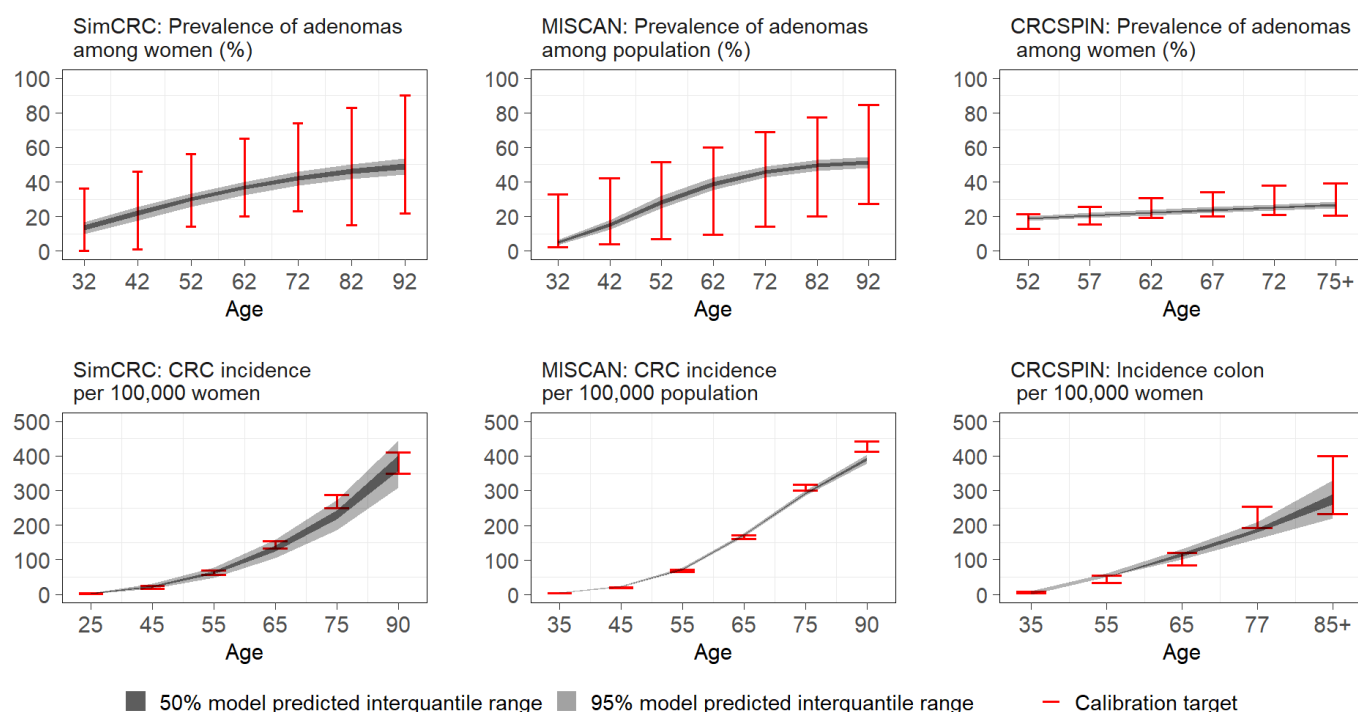 SimCRC: Prevalence of adenomas
among women (%)
100
80
60
40
20
0
32 42 52 62 72 82 92
Age
MISCAN: Prevalence of adenomas
among population (%)
100
80
60
40
20
0
32 42 52 62 72 82 92
Age
CRCSPIN: Prevalence of adenomas
among women (%)
100
80
60
40
20
0
52 57 62 67 72 75+
Age
SimCRC: CRC incidence
per 100,000 women
500
400
300
200
100
0
25 45 55 65 75 90
Age
MISCAN: CRC incidence
per 100,000 population
500
400
300
200
100
0
35 45 55 65 75 90
Age
CRCSPIN: Incidence colon
per 100,000 women
500
400
300
200
100
0
35 55 65 77 85+
Age
50% model predicted interquantile range 95% model predicted interquantile range Calibration target